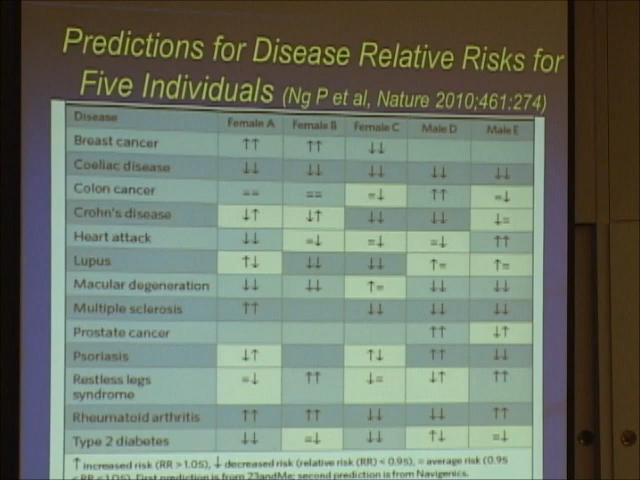 Predictions for Disease Relative Risks for
Five Individuals (Ng P et al, Nature 2010;461:274)
Disease Female A Female B Female C Male D Male E
Breast cancer ↑↑ ↑↑ ↓↓
Coeliac disease ↓↓ ↓↓ ↓↓ ↓↓ ↓↓
Colon cancer == == =↓ ↑↑ =↓
Crohn's disease ↓↑ ↓↑ ↓↓ ↓↓ ↓=
Heart attack ↓↓ =↓ =↓ =↓ ↑↑
Lupus ↑↓ ↓↓ ↓↓ ↑= ↑=
Macular degeneration ↓↓ ↓↓ ↑= ↓↓ ↓↓
Multiple sclerosis ↑↑ ↓↓ ↓↓ ↓↓
Prostate cancer ↑↑ ↓↑
Psoriasis ↓↑ ↑↓ ↑↑ ↓↓
Restless legs =↓ ↑↑ ↓= ↓↑ ↑↑
syndrome
Rheumatoid arthritis ↑↑ ↑↑ ↓↓ ↓↓ ↑↑
Type 2 diabetes ↓↓ =↓ ↓↓ ↑↓ =↓
↑ increased risk (RR > 1.05), ↓ decreased risk (relative risk (RR) < 0.95), = average risk (0.95
First prediction is from 23andMe; second prediction is from Navigenics.